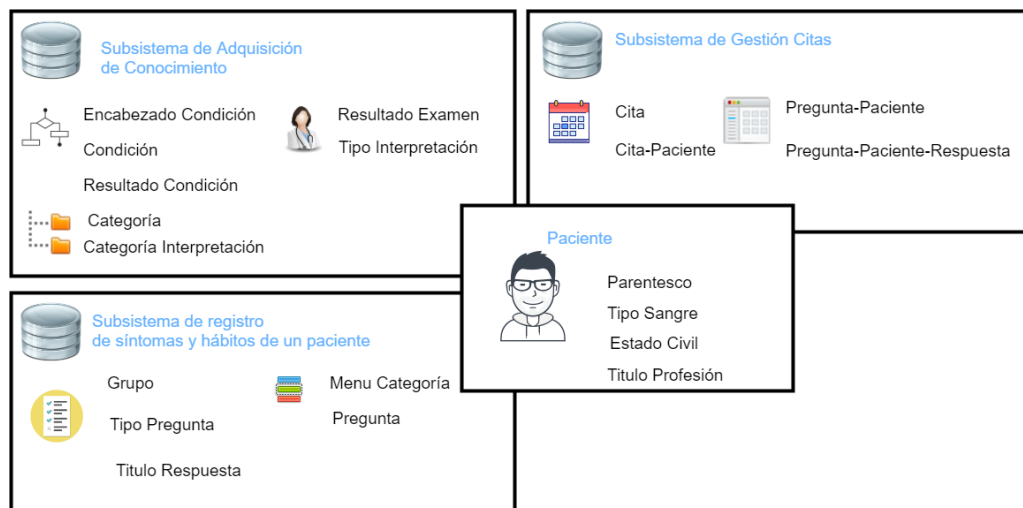 Subsistema de Adquisición
de Conocimiento
Encabezado Condición
Condición
Resultado Condición
Categoría
Categoría Interpretación
Resultado Examen
Tipo Interpretación
Subsistema de Gestión Citas
Cita
Cita-Paciente
Pregunta-Paciente
Pregunta-Paciente-Respuesta
Paciente
Parentesco
Tipo Sangre
Estado Civil
Titulo Profesión
Subsistema de registro
de síntomas y hábitos de un paciente
Grupo
Tipo Pregunta
Titulo Respuesta
Menu Categoría
Pregunta